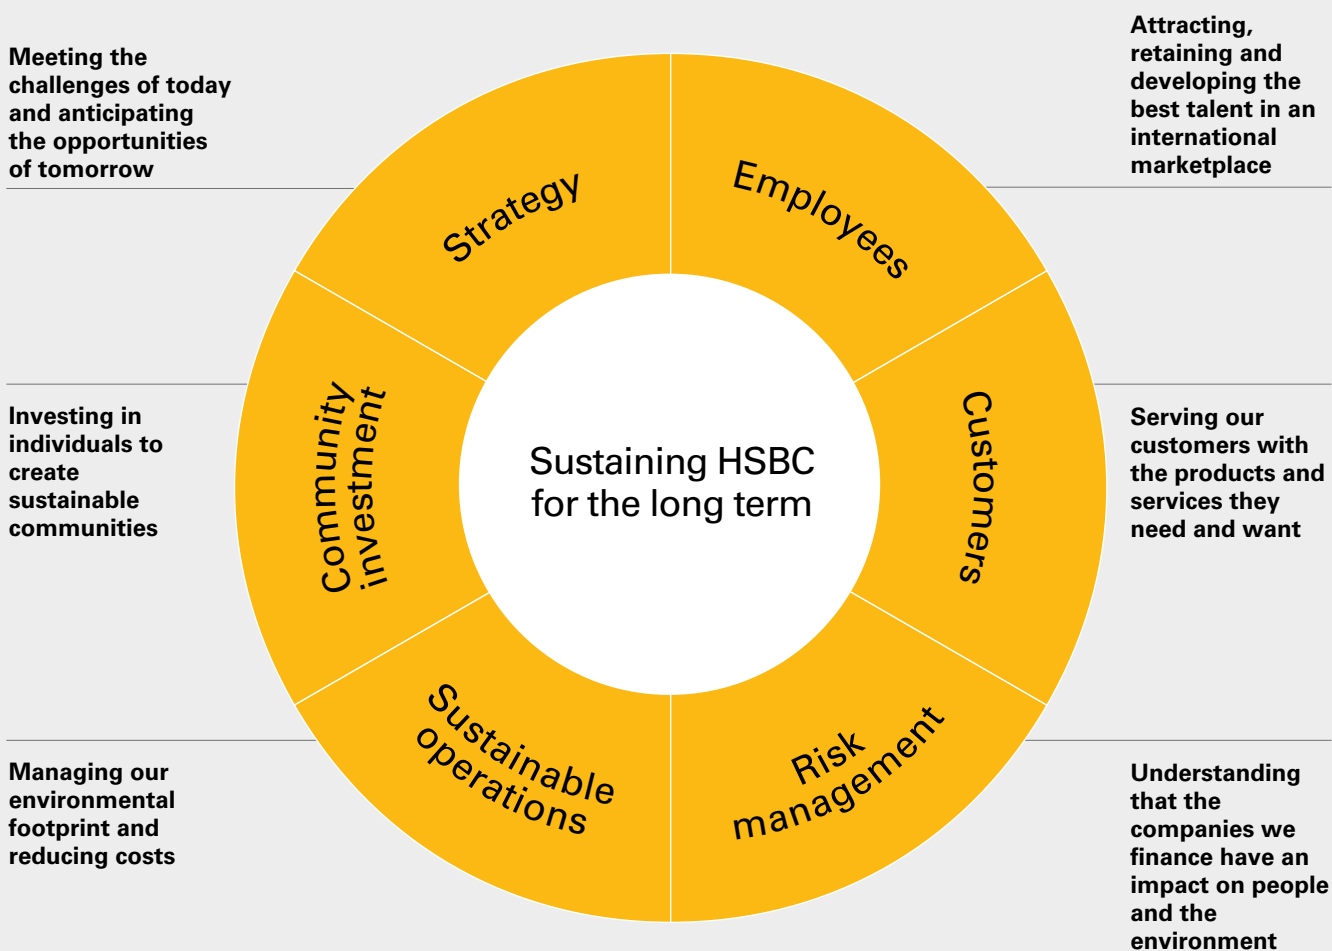 Meeting the
challenges of today
and anticipating
the opportunities
of tomorrow
Strategy
Employees
Attracting,
retaining and
developing the
best talent in an
international
marketplace
Investing in
individuals to
create
sustainable
communities
Community
investment
Sustaining HSBC
for the long term
Customers
Serving our
customers with
the products and
services they
need and want
Managing our
environmental
footprint and
reducing costs
Sustainable
operations
Risk
management
Understanding
that the
companies we
finance have an
impact on people
and the
environment